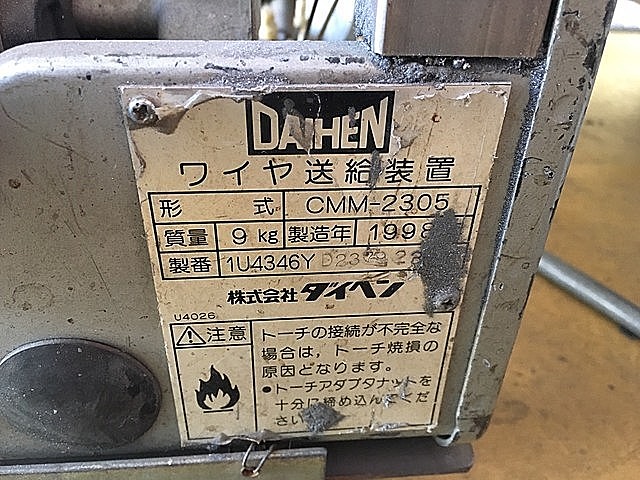 DAIHEN
ワイヤ送給装置
形式 CMM-2305
質量 9 kg 製造年 1998
製番 1U4346Y
株式会社ダイヘン
U4026
注意
トーチの接続が不完全な
場合は,トーチ焼損の
原因となります。
●トーチアダプタナットを
十分に締め込んでくだ
さい